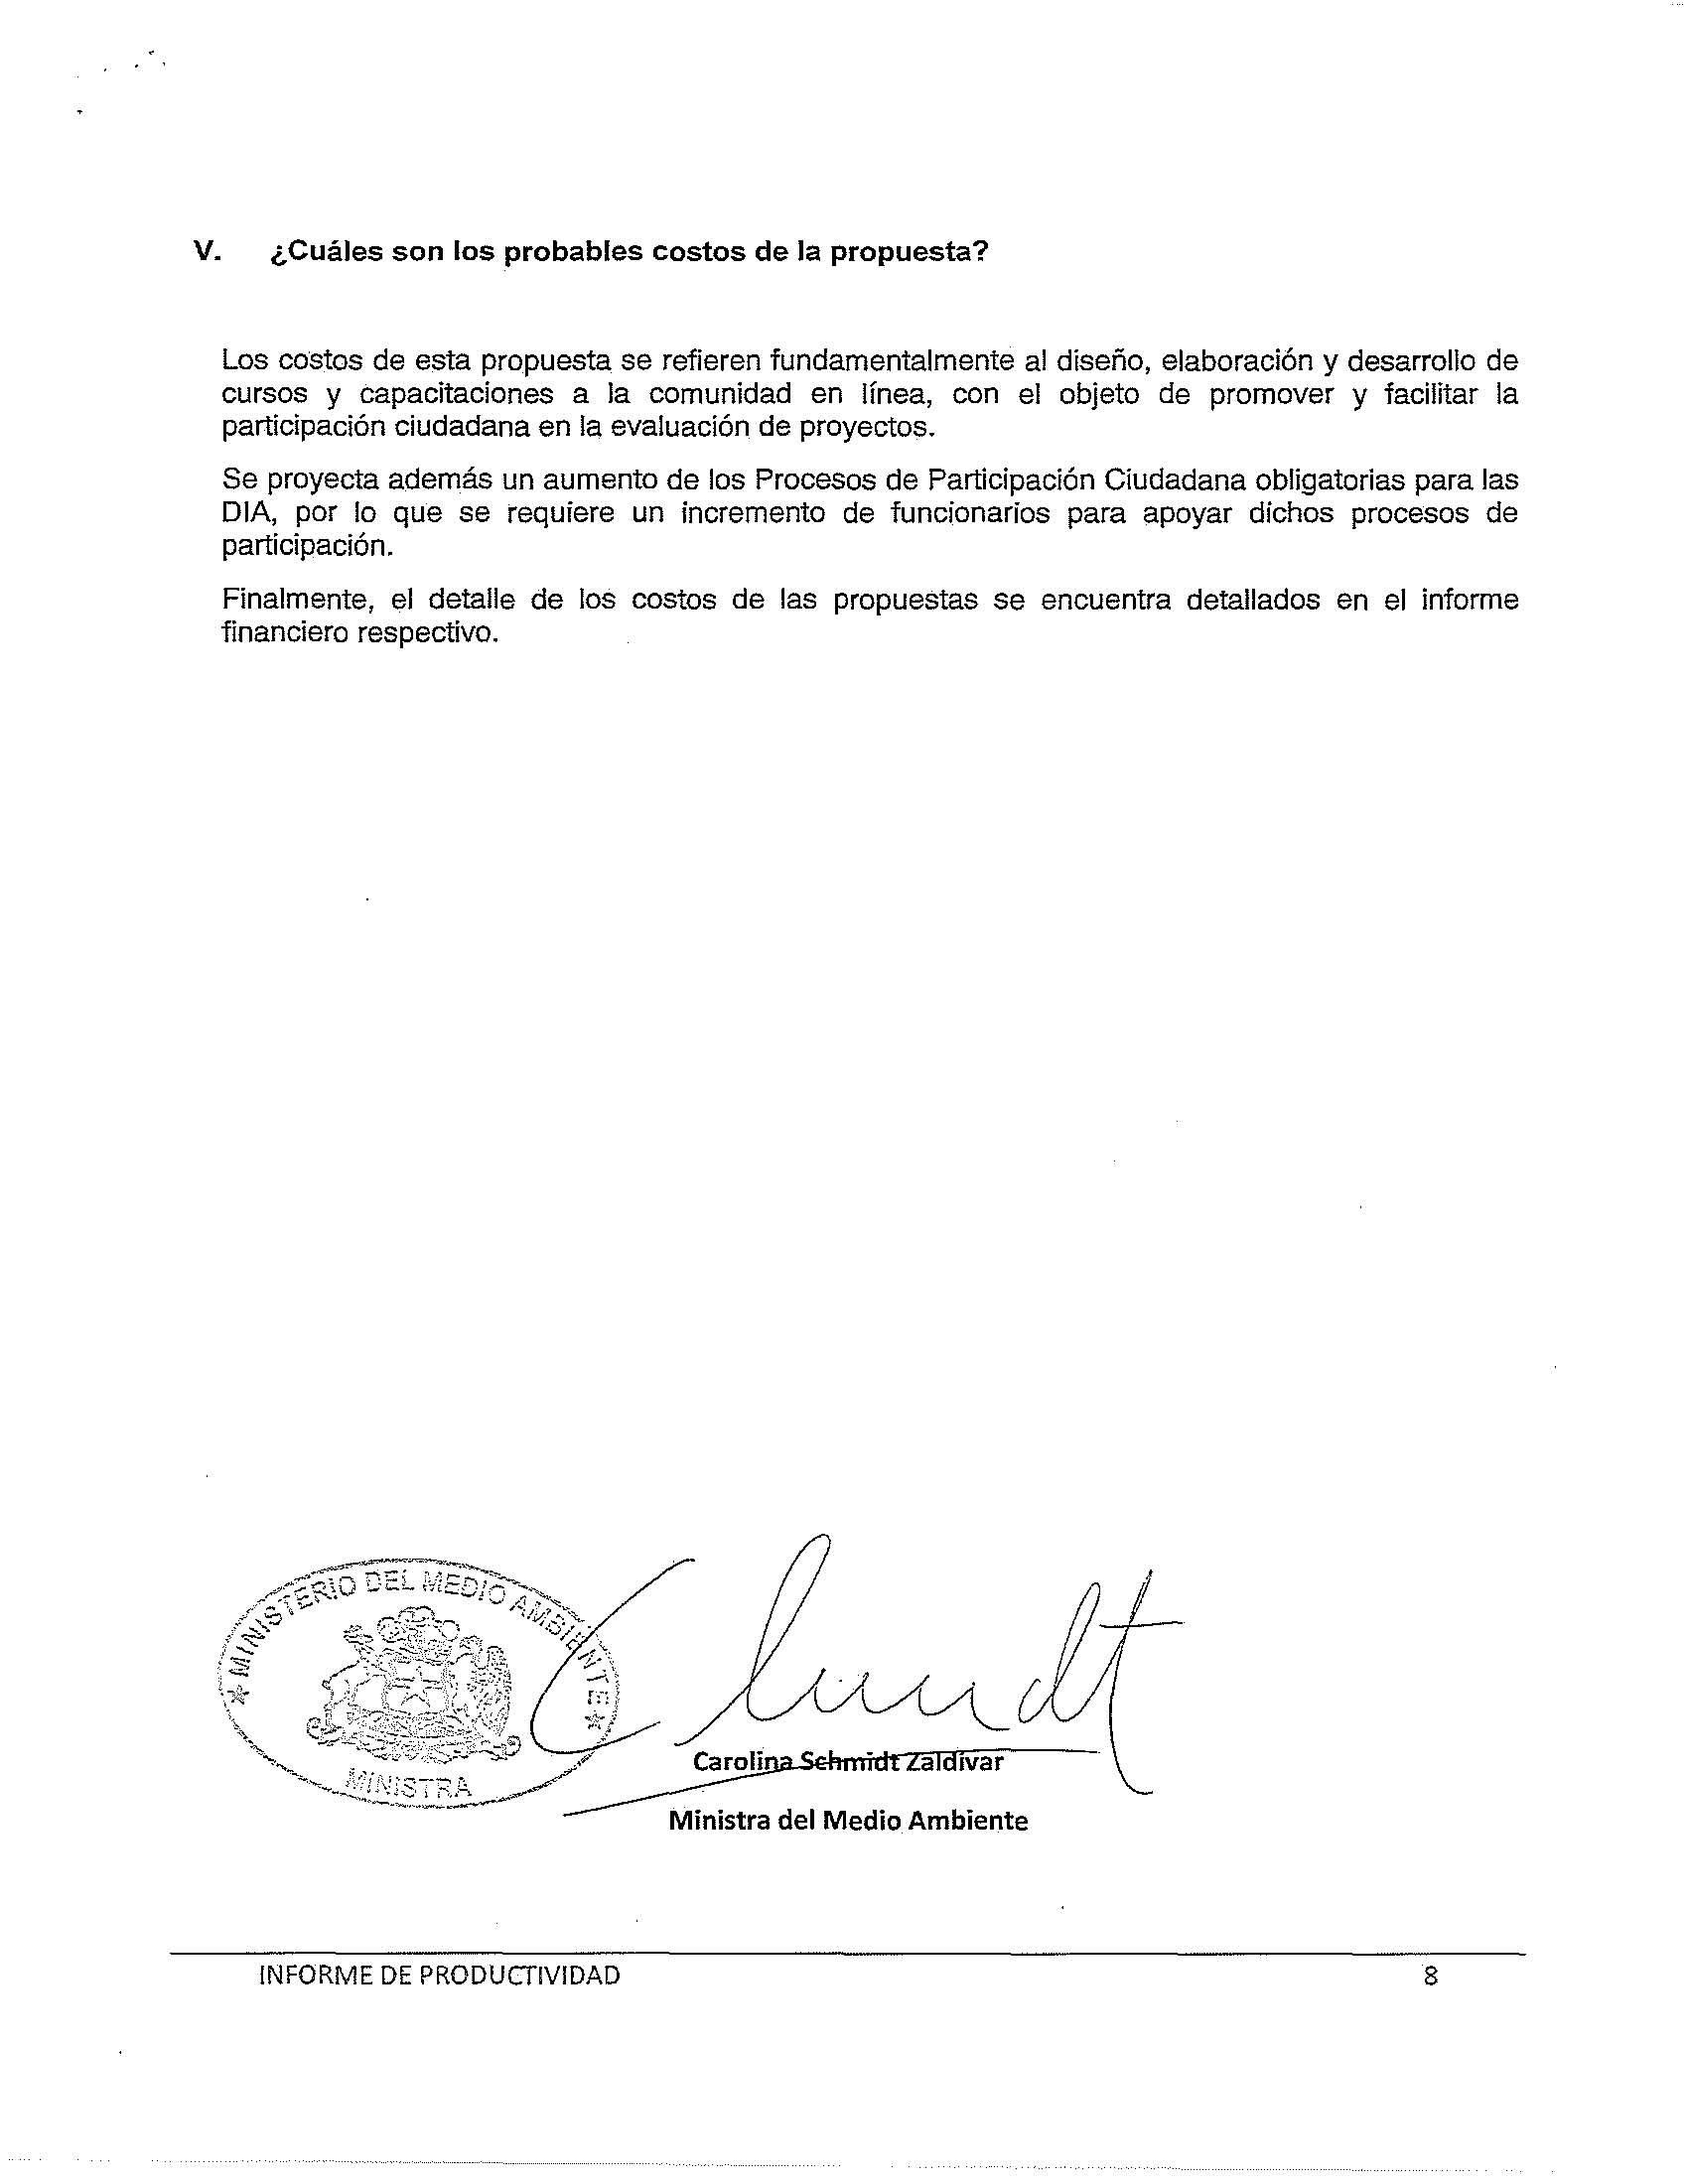 V. ¿Cuáles son los probables costos de la propuesta?
Los costos de esta propuesta se refieren fundamentalmente al diseño, elaboración y desarrollo de
cursos y capacitaciones a la comunidad en línea, con el objeto de promover y facilitar la
participación ciudadana en la evaluación de proyectos.
Se proyecta además un aumento de los Procesos de Participación Ciudadana obligatorias para las
DIA, por lo que se requiere un incremento de funcionarios para apoyar dichos procesos de
participación.
Finalmente, el detalle de los costos de las propuestas se encuentra detallados en el informe
financiero respectivo.
MINISTERIO DEL MEDIO AMBIENTE
MINISTRA
Carolina Schmidt Zaldívar
Ministra del Medio Ambiente
INFORME DE PRODUCTIVIDAD 8